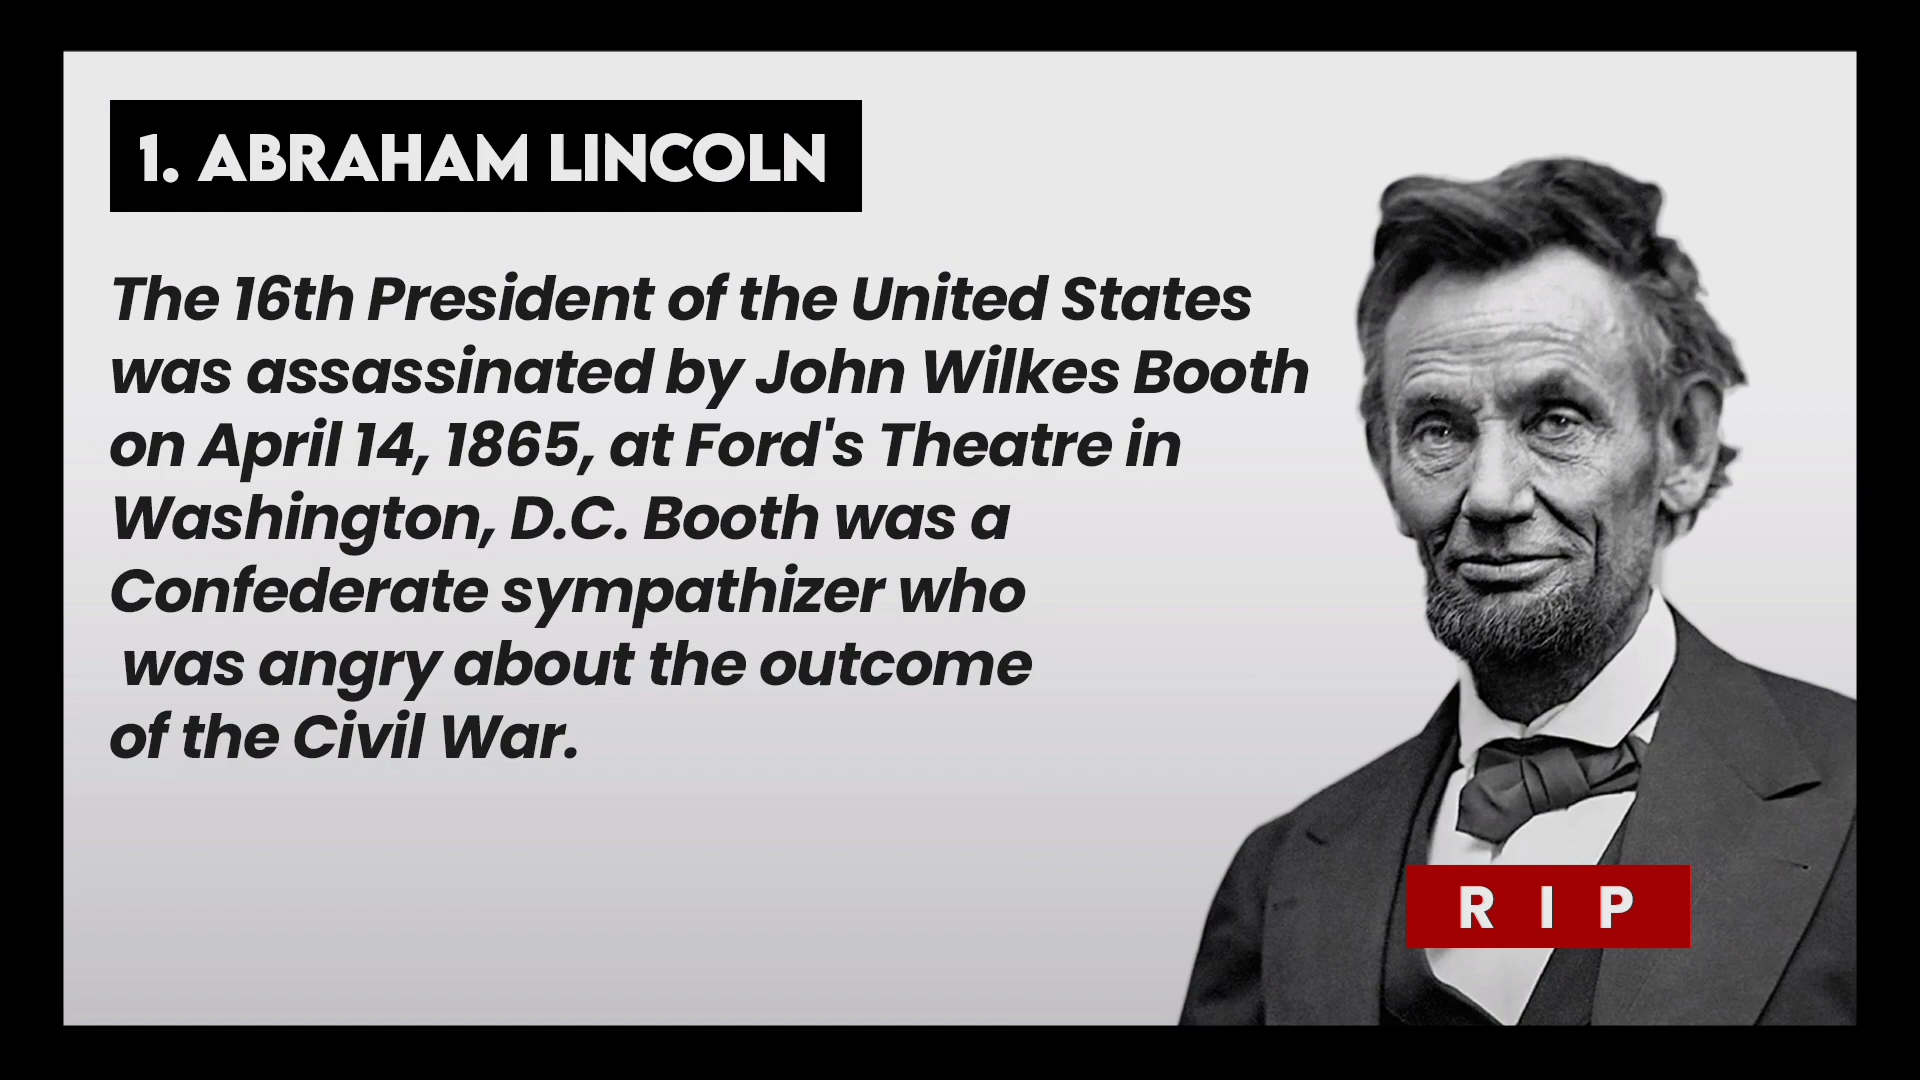 1. ABRAHAM LINCOLN
The 16th President of the United States
was assassinated by John Wilkes Booth
on April 14, 1865, at Ford's Theatre in
Washington, D.C. Booth was a
Confederate sympathizer who
was angry about the outcome
of the Civil War.
R I P